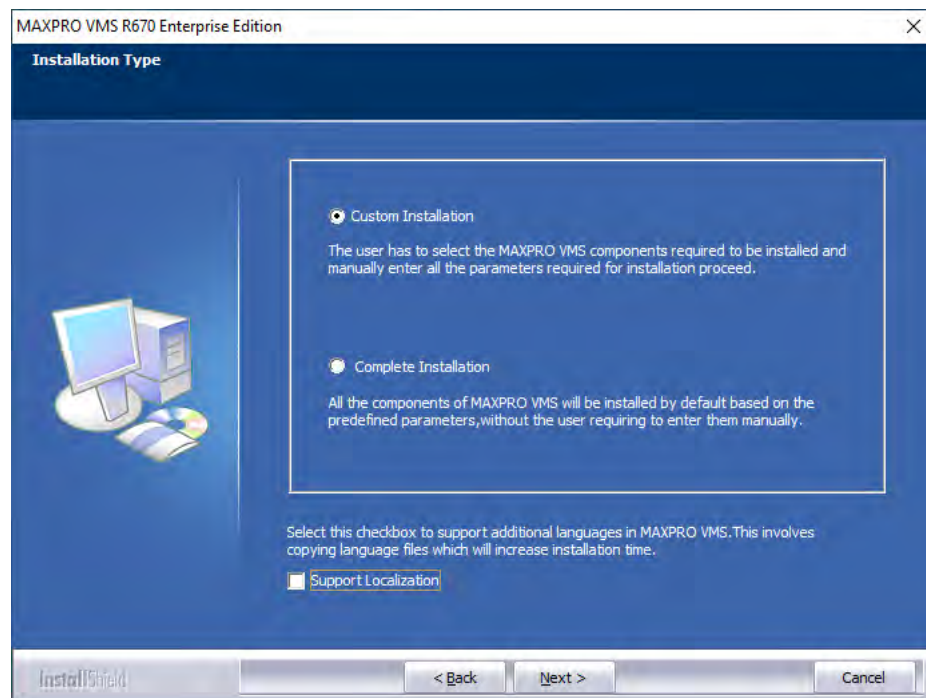 MAXPRO VMS R670 Enterprise Edition
Installation Type
Custom Installation
The user has to select the MAXPRO VMS components required to be installed and
manually enter all the parameters required for installation proceed.
Complete Installation
All the components of MAXPRO VMS will be installed by default based on the
predefined parameters,without the user requiring to enter them manually.
Select this checkbox to support additional languages in MAXPRO VMS.This involves
copying language files which will increase installation time.
Support Localization
InstallShield
< Back
Next >
Cancel